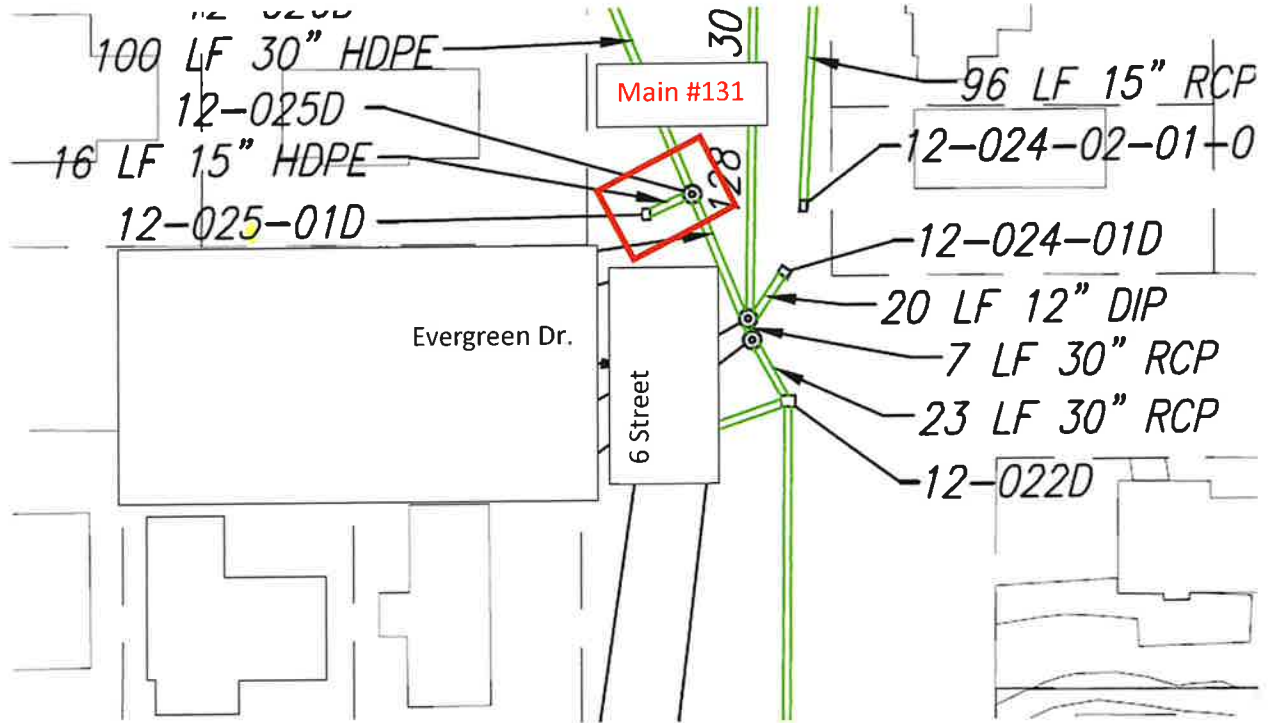 100 LF 30” HDPE
12-025D
16 LF 15” HDPE
12-025-01D
Main #131
30
128
96 LF 15” RCP
12-024-02-01-0
12-024-01D
20 LF 12” DIP
7 LF 30” RCP
23 LF 30” RCP
12-022D
Evergreen Dr.
6 Street